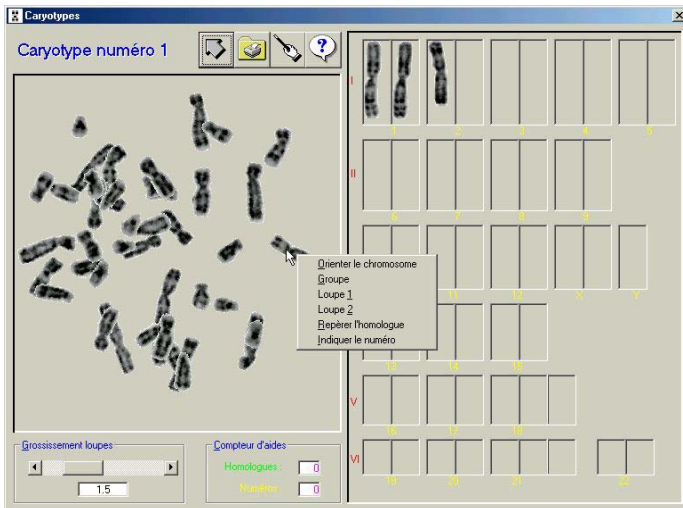 Caryotypes
Caryotype numéro 1
Orienter le chromosome
Groupe
Loupe 1
Loupe 2
Repèrer l'homologue
Indiquer le numéro
Grossissement loupes
1.5
Compteur d'aides
Homologues : 0
Numéros : 0
I
1 2 3 4 5
II
6 7 8 9
11 12 X Y
13 14 15
V
16 17 18
VI
19 20 21 22